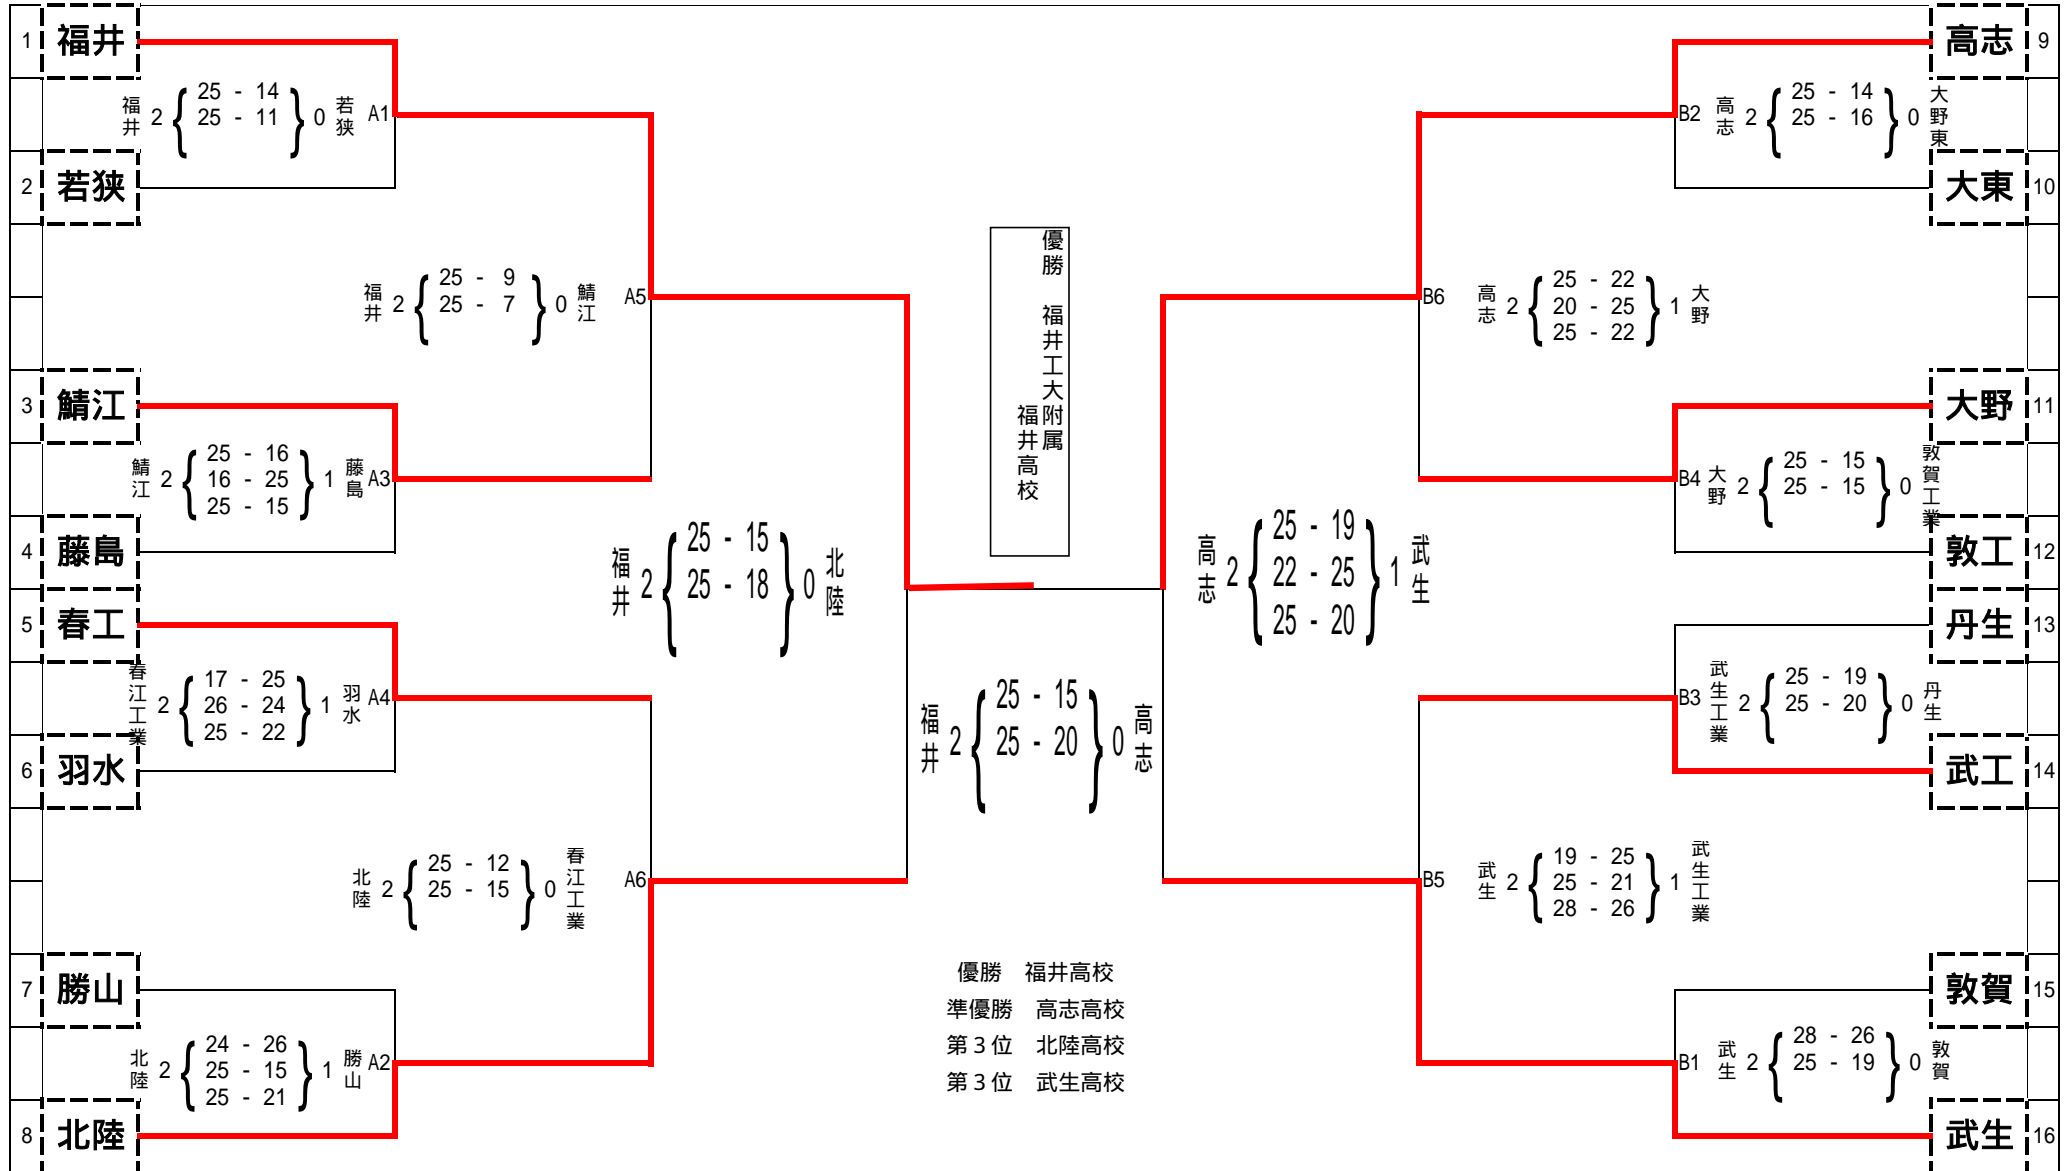 1 福井
福井 2 { 25 - 14 } 0 若狭 A1
25 - 11
2 若狭
福井 2 { 25 - 9 } 0 鯖江 A5
25 - 7
3 鯖江
鯖江 2 { 25 - 16 } 1 藤島 A3
16 - 25
25 - 15
4 藤島
福井 2 { 25 - 15 } 0 北陸
25 - 18
5 春工
春江工業 2 { 17 - 25 } 1 羽水 A4
26 - 24
25 - 22
6 羽水
北陸 2 { 25 - 12 } 0 春江工業 A6
25 - 15
7 勝山
北陸 2 { 24 - 26 } 1 勝山 A2
25 - 15
25 - 21
8 北陸
優勝 福井工大附属
福井高校
福井 2 { 25 - 15 } 0 高志
25 - 20
優勝 福井高校
準優勝 高志高校
第３位 北陸高校
第３位 武生高校
高志 9
B2 高志 2 { 25 - 14 } 0 大野東
25 - 16
大東 10
B6 高志 2 { 25 - 22 } 1 大野
20 - 25
25 - 22
大野 11
B4 大野 2 { 25 - 15 } 0 敦賀工業
25 - 15
敦工 12
高志 2 { 25 - 19 } 1 武生
22 - 25
25 - 20
丹生 13
B3 武生工業 2 { 25 - 19 } 0 丹生
25 - 20
武工 14
B5 武生 2 { 19 - 25 } 1 武生工業
25 - 21
28 - 26
敦賀 15
B1 武生 2 { 28 - 26 } 0 敦賀
25 - 19
武生 16